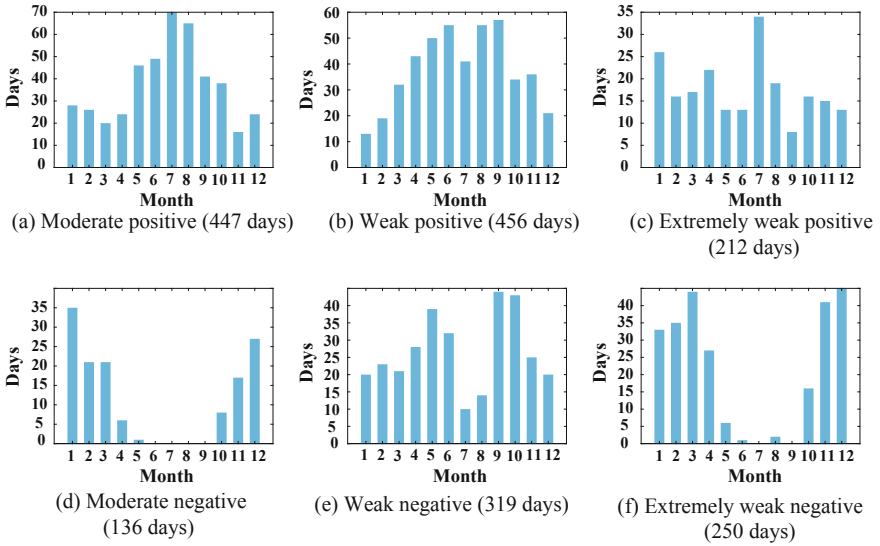 70
60
50
40
30
20
10
0
Days
1 2 3 4 5 6 7 8 9 10 11 12
Month
(a) Moderate positive (447 days)
60
50
40
30
20
10
0
Days
1 2 3 4 5 6 7 8 9 10 11 12
Month
(b) Weak positive (456 days)
35
30
25
20
15
10
5
0
Days
1 2 3 4 5 6 7 8 9 10 11 12
Month
(c) Extremely weak positive
(212 days)
35
30
25
20
15
10
5
0
Days
1 2 3 4 5 6 7 8 9 10 11 12
Month
(d) Moderate negative
(136 days)
40
35
30
25
20
15
10
5
0
Days
1 2 3 4 5 6 7 8 9 10 11 12
Month
(e) Weak negative (319 days)
40
35
30
25
20
15
10
5
0
Days
1 2 3 4 5 6 7 8 9 10 11 12
Month
(f) Extremely weak negative
(250 days)